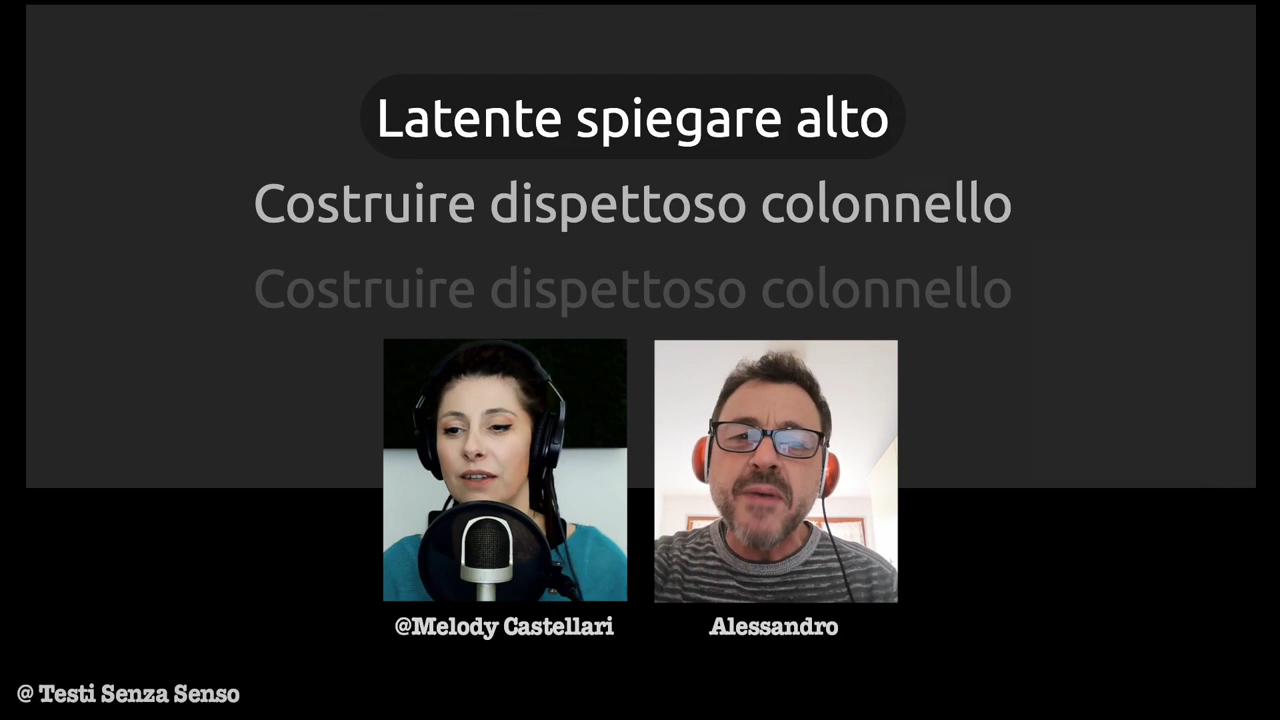 Latente spiegare alto
Costruire dispettoso colonnello
Costruire dispettoso colonnello
@Melody Castellari
Alessandro
@ Testi Senza Senso